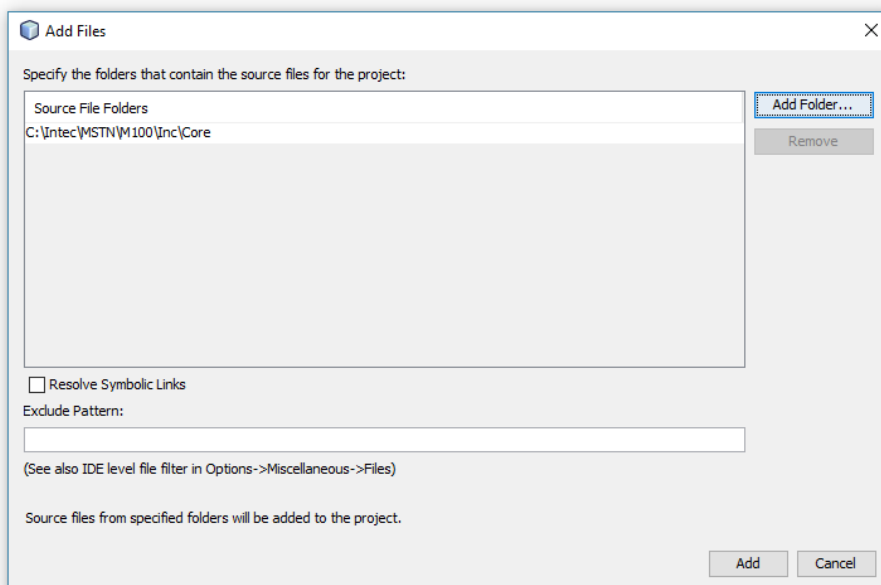 Add Files
Specify the folders that contain the source files for the project:
Source File Folders
Add Folder...
C:\Intec\MSTN\M100\Inc\Core
Remove
Resolve Symbolic Links
Exclude Pattern:
(See also IDE level file filter in Options->Miscellaneous->Files)
Source files from specified folders will be added to the project.
Add
Cancel